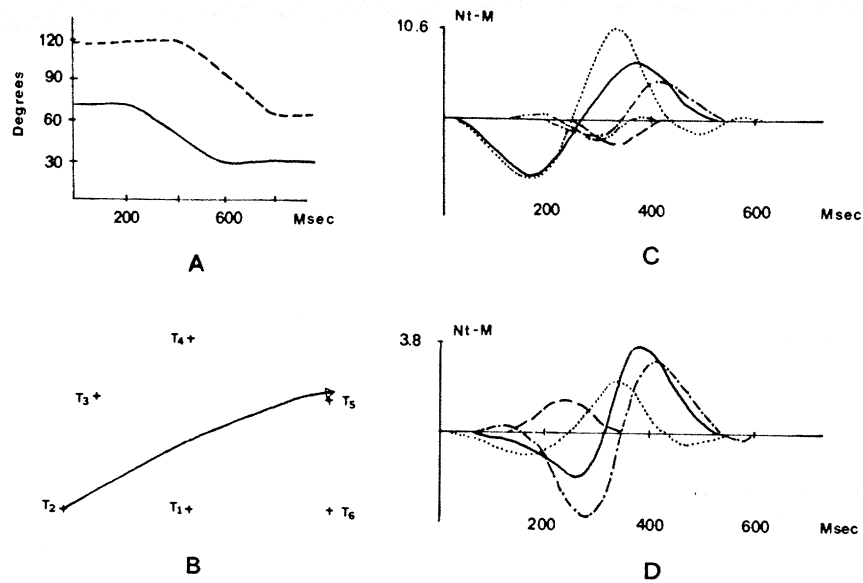 Degrees
120
90
60
30
200 600 Msec
A
Nt-M
10.6
200 400 600 Msec
C
T4+
T3 +
+ T5
T2 +
T1 +
+ T6
B
Nt-M
3.8
200 400 600 Msec
D